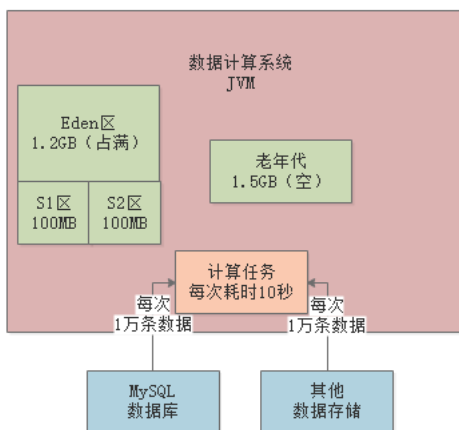 数据计算系统
JVM
Eden区
1.2GB（占满）
S1区
100MB
S2区
100MB
老年代
1.5GB（空）
计算任务
每次耗时10秒
每次
1万条数据
每次
1万条数据
MySQL
数据库
其他
数据存储